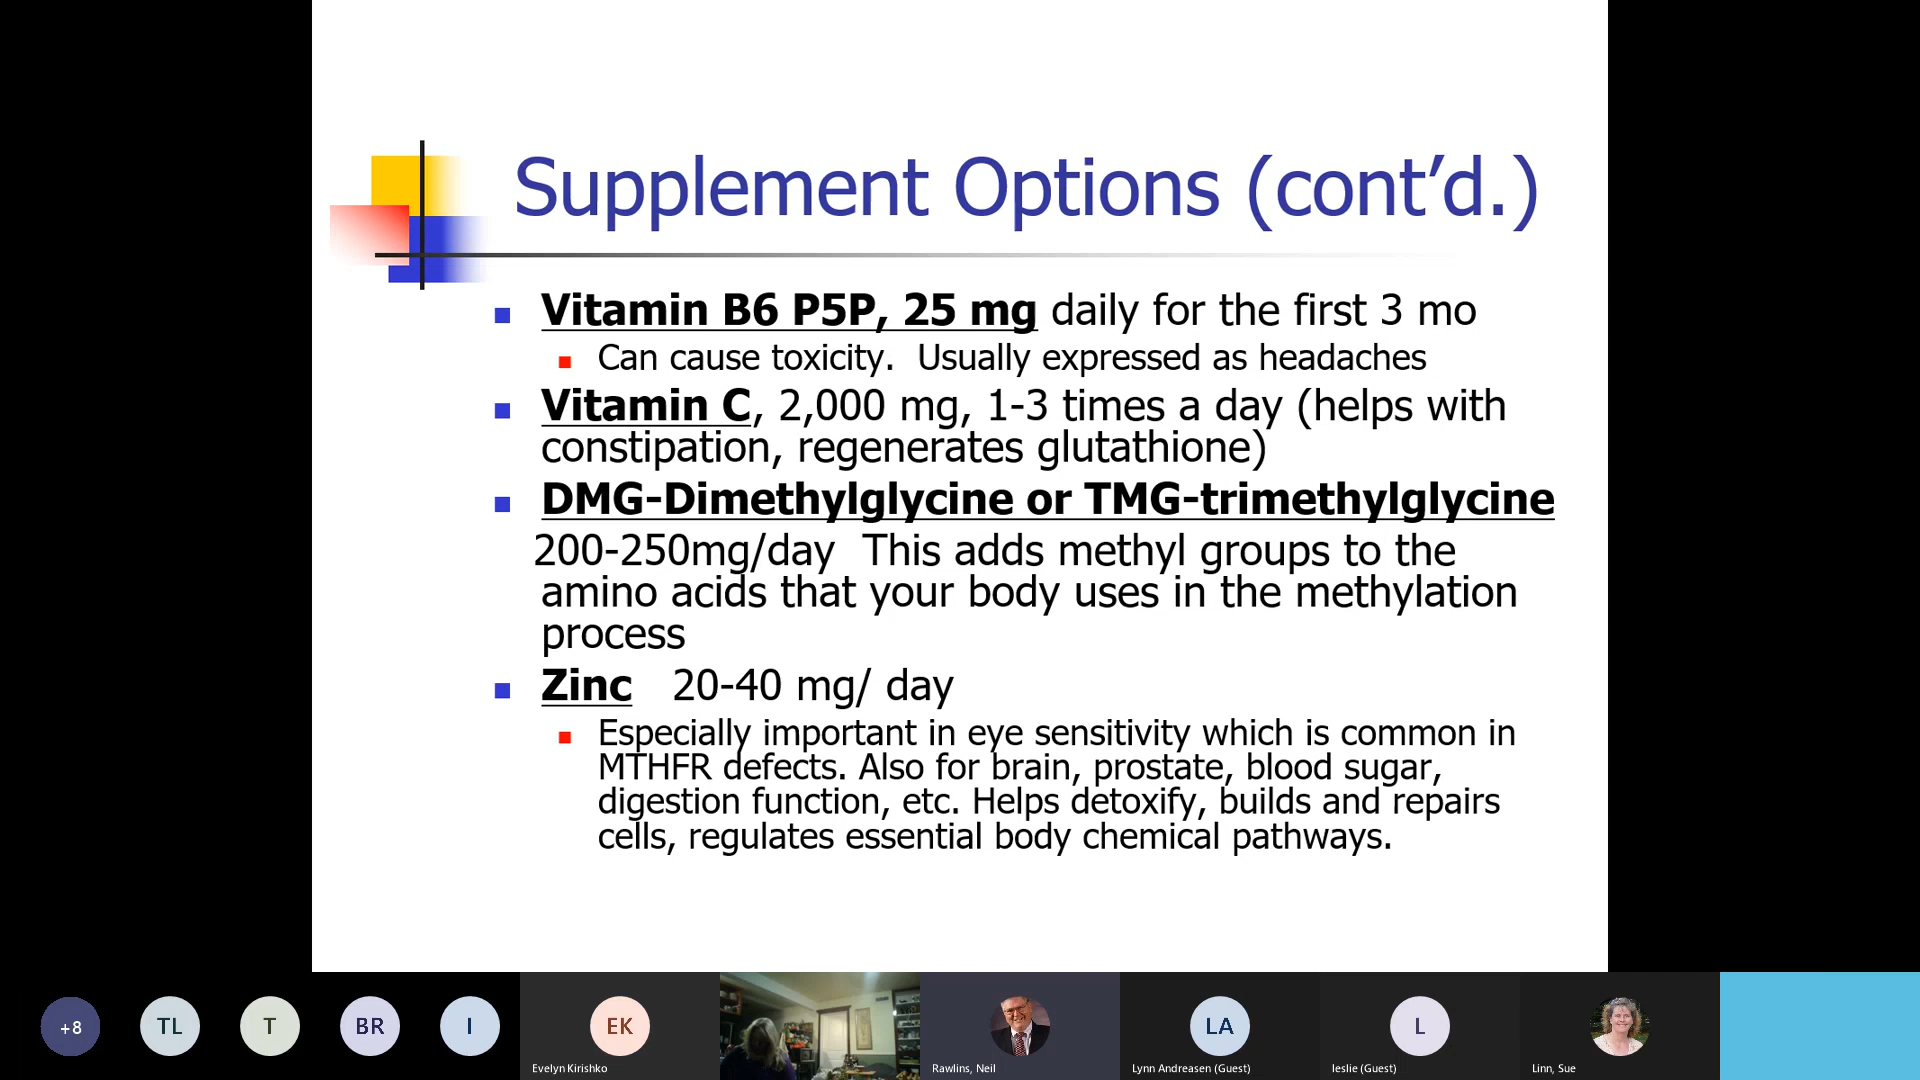 Supplement Options (cont’d.)
Vitamin B6 P5P, 25 mg daily for the first 3 mo
Can cause toxicity.  Usually expressed as headaches
Vitamin C, 2,000 mg, 1-3 times a day (helps with
constipation, regenerates glutathione)
DMG-Dimethylglycine or TMG-trimethylglycine
200-250mg/day  This adds methyl groups to the
amino acids that your body uses in the methylation
process
Zinc   20-40 mg/ day
Especially important in eye sensitivity which is common in
MTHFR defects. Also for brain, prostate, blood sugar,
digestion function, etc. Helps detoxify, builds and repairs
cells, regulates essential body chemical pathways.
+8
TL
T
BR
I
EK
Evelyn Kirishko
Rawlins, Neil
LA
Lynn Andreasen (Guest)
L
leslie (Guest)
Linn, Sue